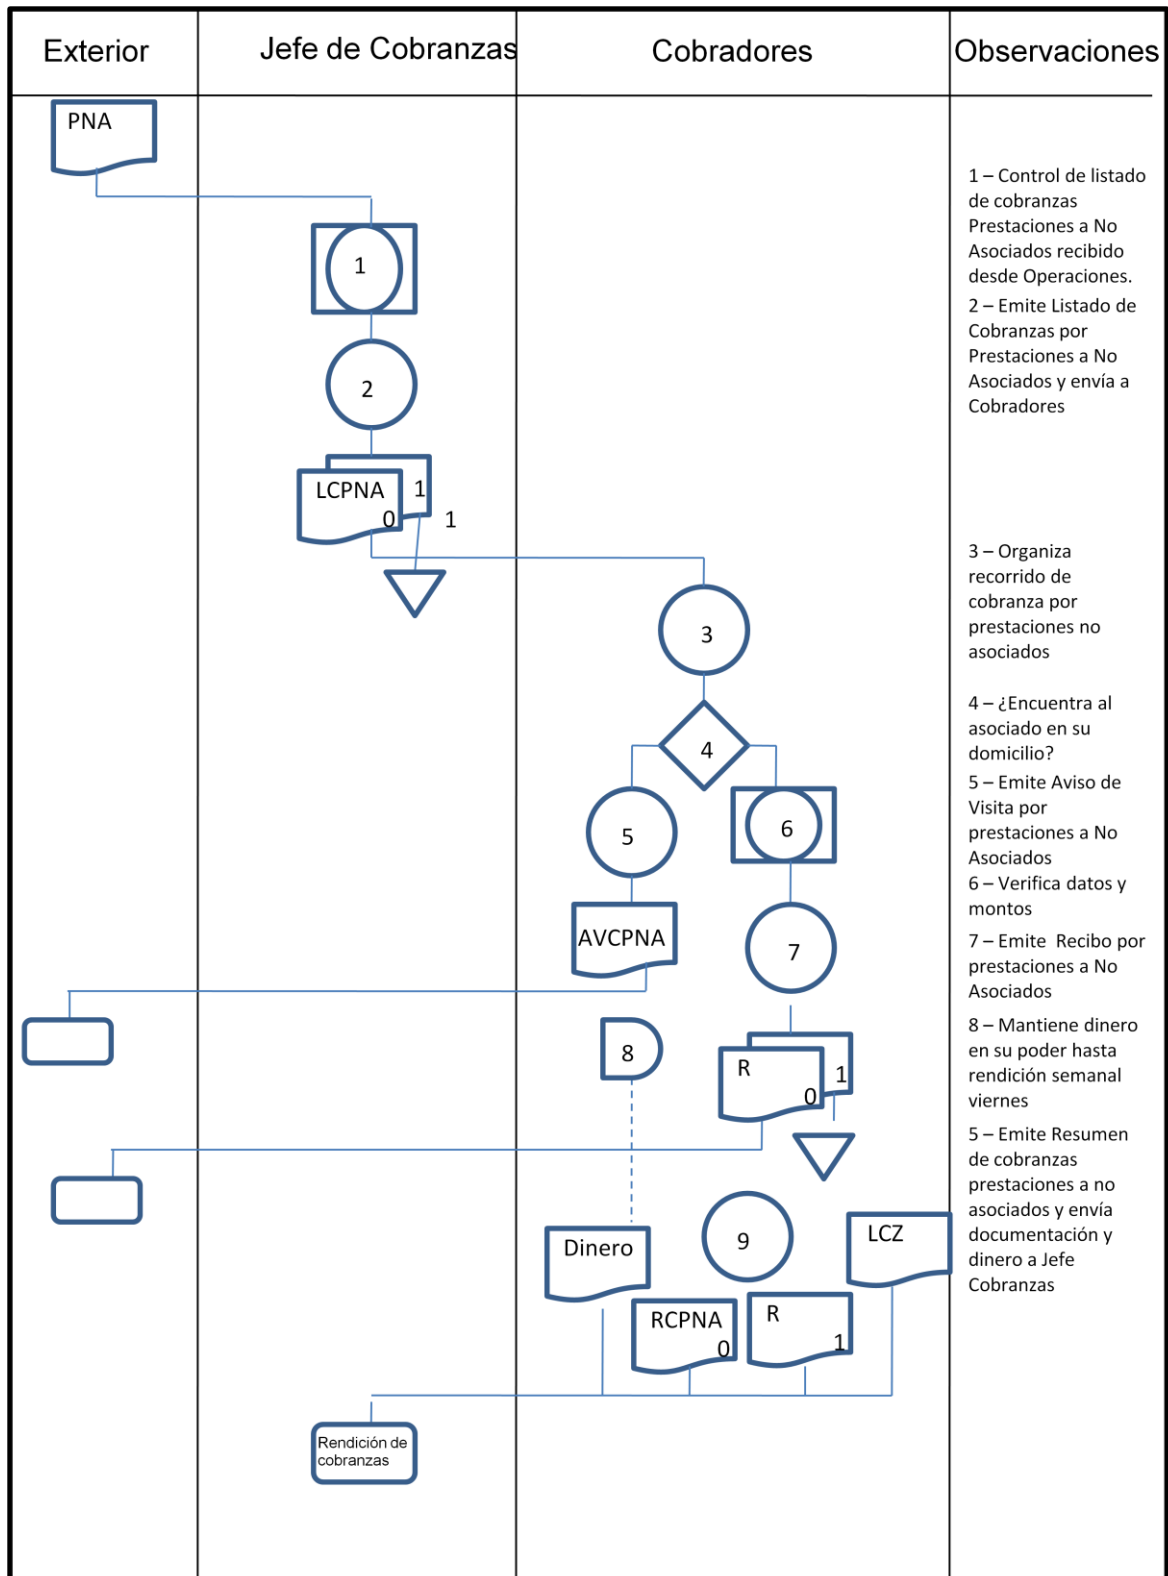 Exterior
Jefe de Cobranzas
Cobradores
Observaciones
PNA
1
2
LCPNA
0
1
1
3
4
5
6
AVCPNA
7
8
R
0
1
Dinero
9
LCZ
RCPNA
0
R
1
Rendición de
cobranzas
1 – Control de listado
de cobranzas
Prestaciones a No
Asociados recibido
desde Operaciones.
2 – Emite Listado de
Cobranzas por
Prestaciones a No
Asociados y envía a
Cobradores
3 – Organiza
recorrido de
cobranza por
prestaciones no
asociados
4 – ¿Encuentra al
asociado en su
domicilio?
5 – Emite Aviso de
Visita por
prestaciones a No
Asociados
6 – Verifica datos y
montos
7 – Emite Recibo por
prestaciones a No
Asociados
8 – Mantiene dinero
en su poder hasta
rendición semanal
viernes
5 – Emite Resumen
de cobranzas
prestaciones a no
asociados y envía
documentación y
dinero a Jefe
Cobranzas